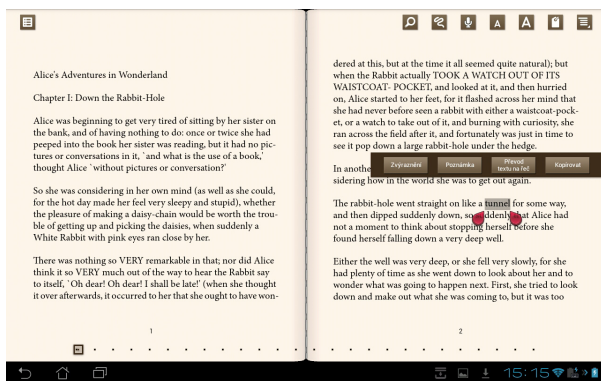 Alice's Adventures in Wonderland
Chapter I: Down the Rabbit-Hole
Alice was beginning to get very tired of sitting by her sister on
the bank, and of having nothing to do: once or twice she had
peeped into the book her sister was reading, but it had no pic-
tures or conversations in it, `and what is the use of a book,'
thought Alice `without pictures or conversation?'
So she was considering in her own mind (as well as she could,
for the hot day made her feel very sleepy and stupid), whether
the pleasure of making a daisy-chain would be worth the trou-
ble of getting up and picking the daisies, when suddenly a
White Rabbit with pink eyes ran close by her.
There was nothing so VERY remarkable in that; nor did Alice
think it so VERY much out of the way to hear the Rabbit say
to itself, `Oh dear! Oh dear! I shall be late!' (when she thought
it over afterwards, it occurred to her that she ought to have won-
1
A A
dered at this, but at the time it all seemed quite natural); but
when the Rabbit actually TOOK A WATCH OUT OF ITS
WAISTCOAT- POCKET, and looked at it, and then hurried
on, Alice started to her feet, for it flashed across her mind that
she had never before seen a rabbit with either a waistcoat-pock-
et, or a watch to take out of it, and burning with curiosity, she
ran across the field after it, and fortunately was just in time to
see it pop down a large rabbit-hole under the hedge.
Zvýraznění Poznámka Převod textu na řeč Kopírovat
In anothe
sidering how in the world she was to get out again.
The rabbit-hole went straight on like a tunnel for some way,
and then dipped suddenly down, so suddenly that Alice had
not a moment to think about stopping herself before she
found herself falling down a very deep well.
Either the well was very deep, or she fell very slowly, for she
had plenty of time as she went down to look about her and to
wonder what was going to happen next. First, she tried to look
down and make out what she was coming to, but it was too
2
15:15